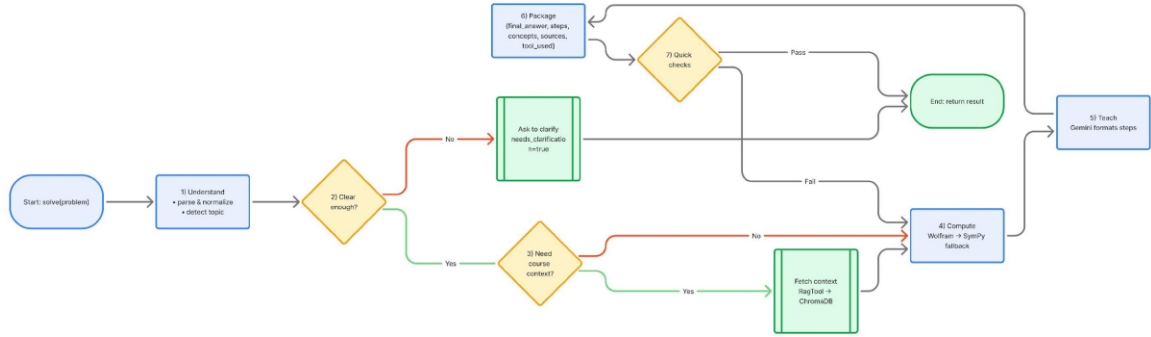 6) Package
{final_answer, steps,
concepts, sources,
tool_used}
7) Quick
checks
Pass
End: return result
5) Teach
Gemini formats steps
Ask to clarify
needs_clarificatio
n=true
No
Start: solve(problem)
1) Understand
• parse & normalize
• detect topic
2) Clear
enough?
Fail
Yes
3) Need
course
context?
No
4) Compute
Wolfram → SymPy
fallback
Yes
Fetch context
RagTool →
ChromaDB